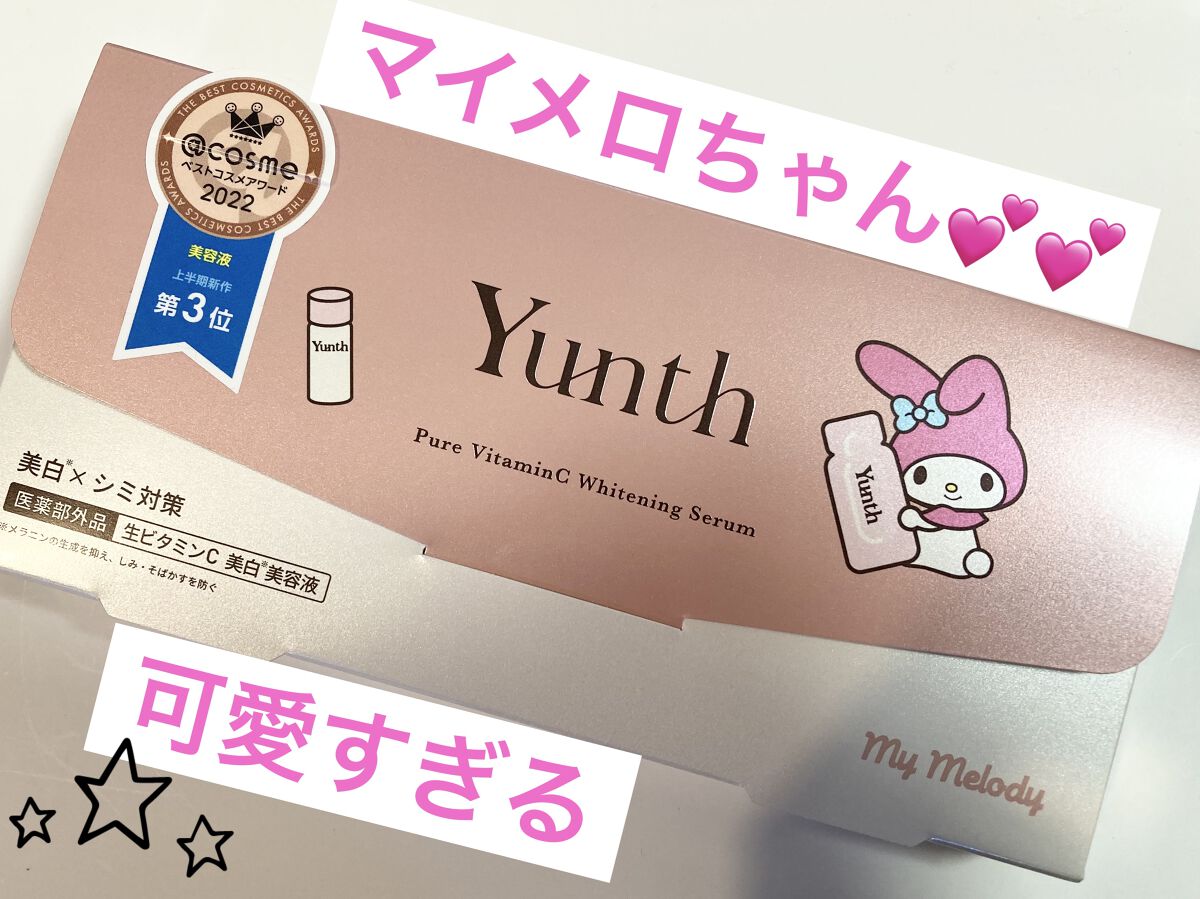 マイメロちゃん💕💕
THE BEST COSMETICS AWARDS
@cosme
ベストコスメアワード
2022
THE BEST COSMETICS AWARDS
美容液
上半期新作
第3位
Yunth
Yunth
Pure VitaminC Whitening Serum
Yunth
美白※×シミ対策
医薬部外品 生ビタミンC 美白※美容液
※メラニンの生成を抑え、しみ・そばかすを防ぐ
可愛すぎる
My Melody